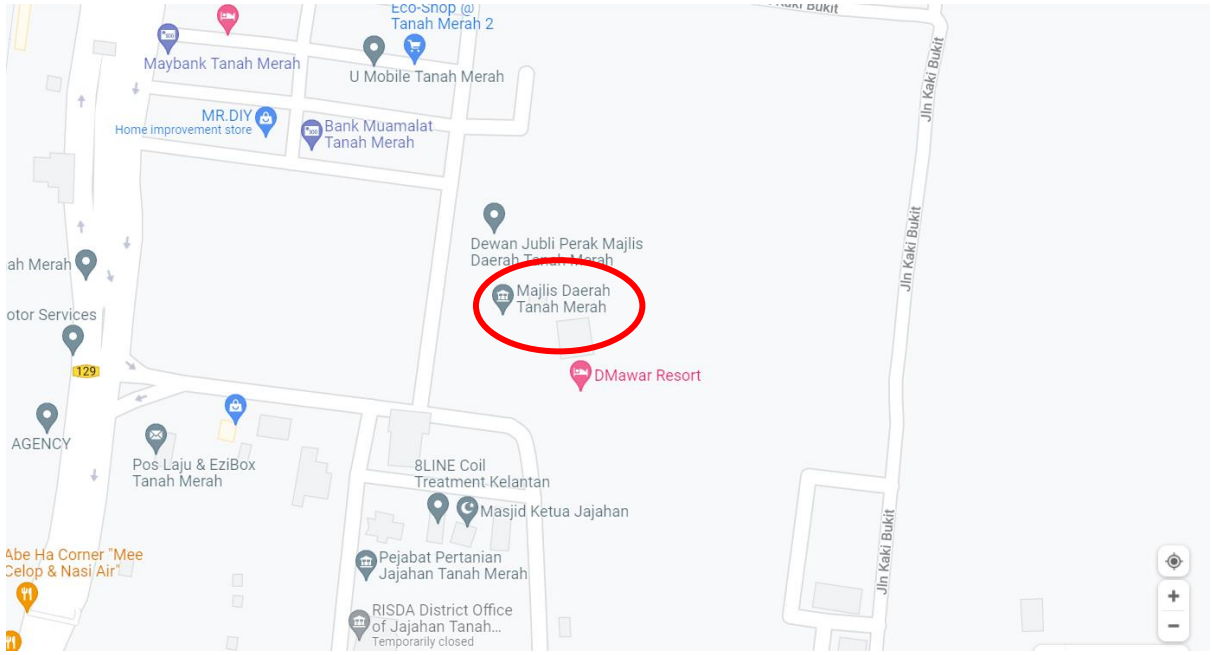 Eco-Shop @
Tanah Merah 2
Kaki Bukit
Maybank Tanah Merah
U Mobile Tanah Merah
Jln Kaki Bukit
MR.DIY
Home improvement store
Bank Muamalat
Tanah Merah
Jln Kaki Bukit
Dewan Jubli Perak Majlis
Daerah Tanah Merah
ah Merah
Majlis Daerah
Tanah Merah
otor Services
129
DMawar Resort
AGENCY
Pos Laju & EziBox
Tanah Merah
8LINE Coil
Treatment Kelantan
Masjid Ketua Jajahan
Jln Kaki Bukit
Abe Ha Corner "Mee
Celop & Nasi Air"
Pejabat Pertanian
Jajahan Tanah Merah
RISDA District Office
of Jajahan Tanah...
Temporarily closed